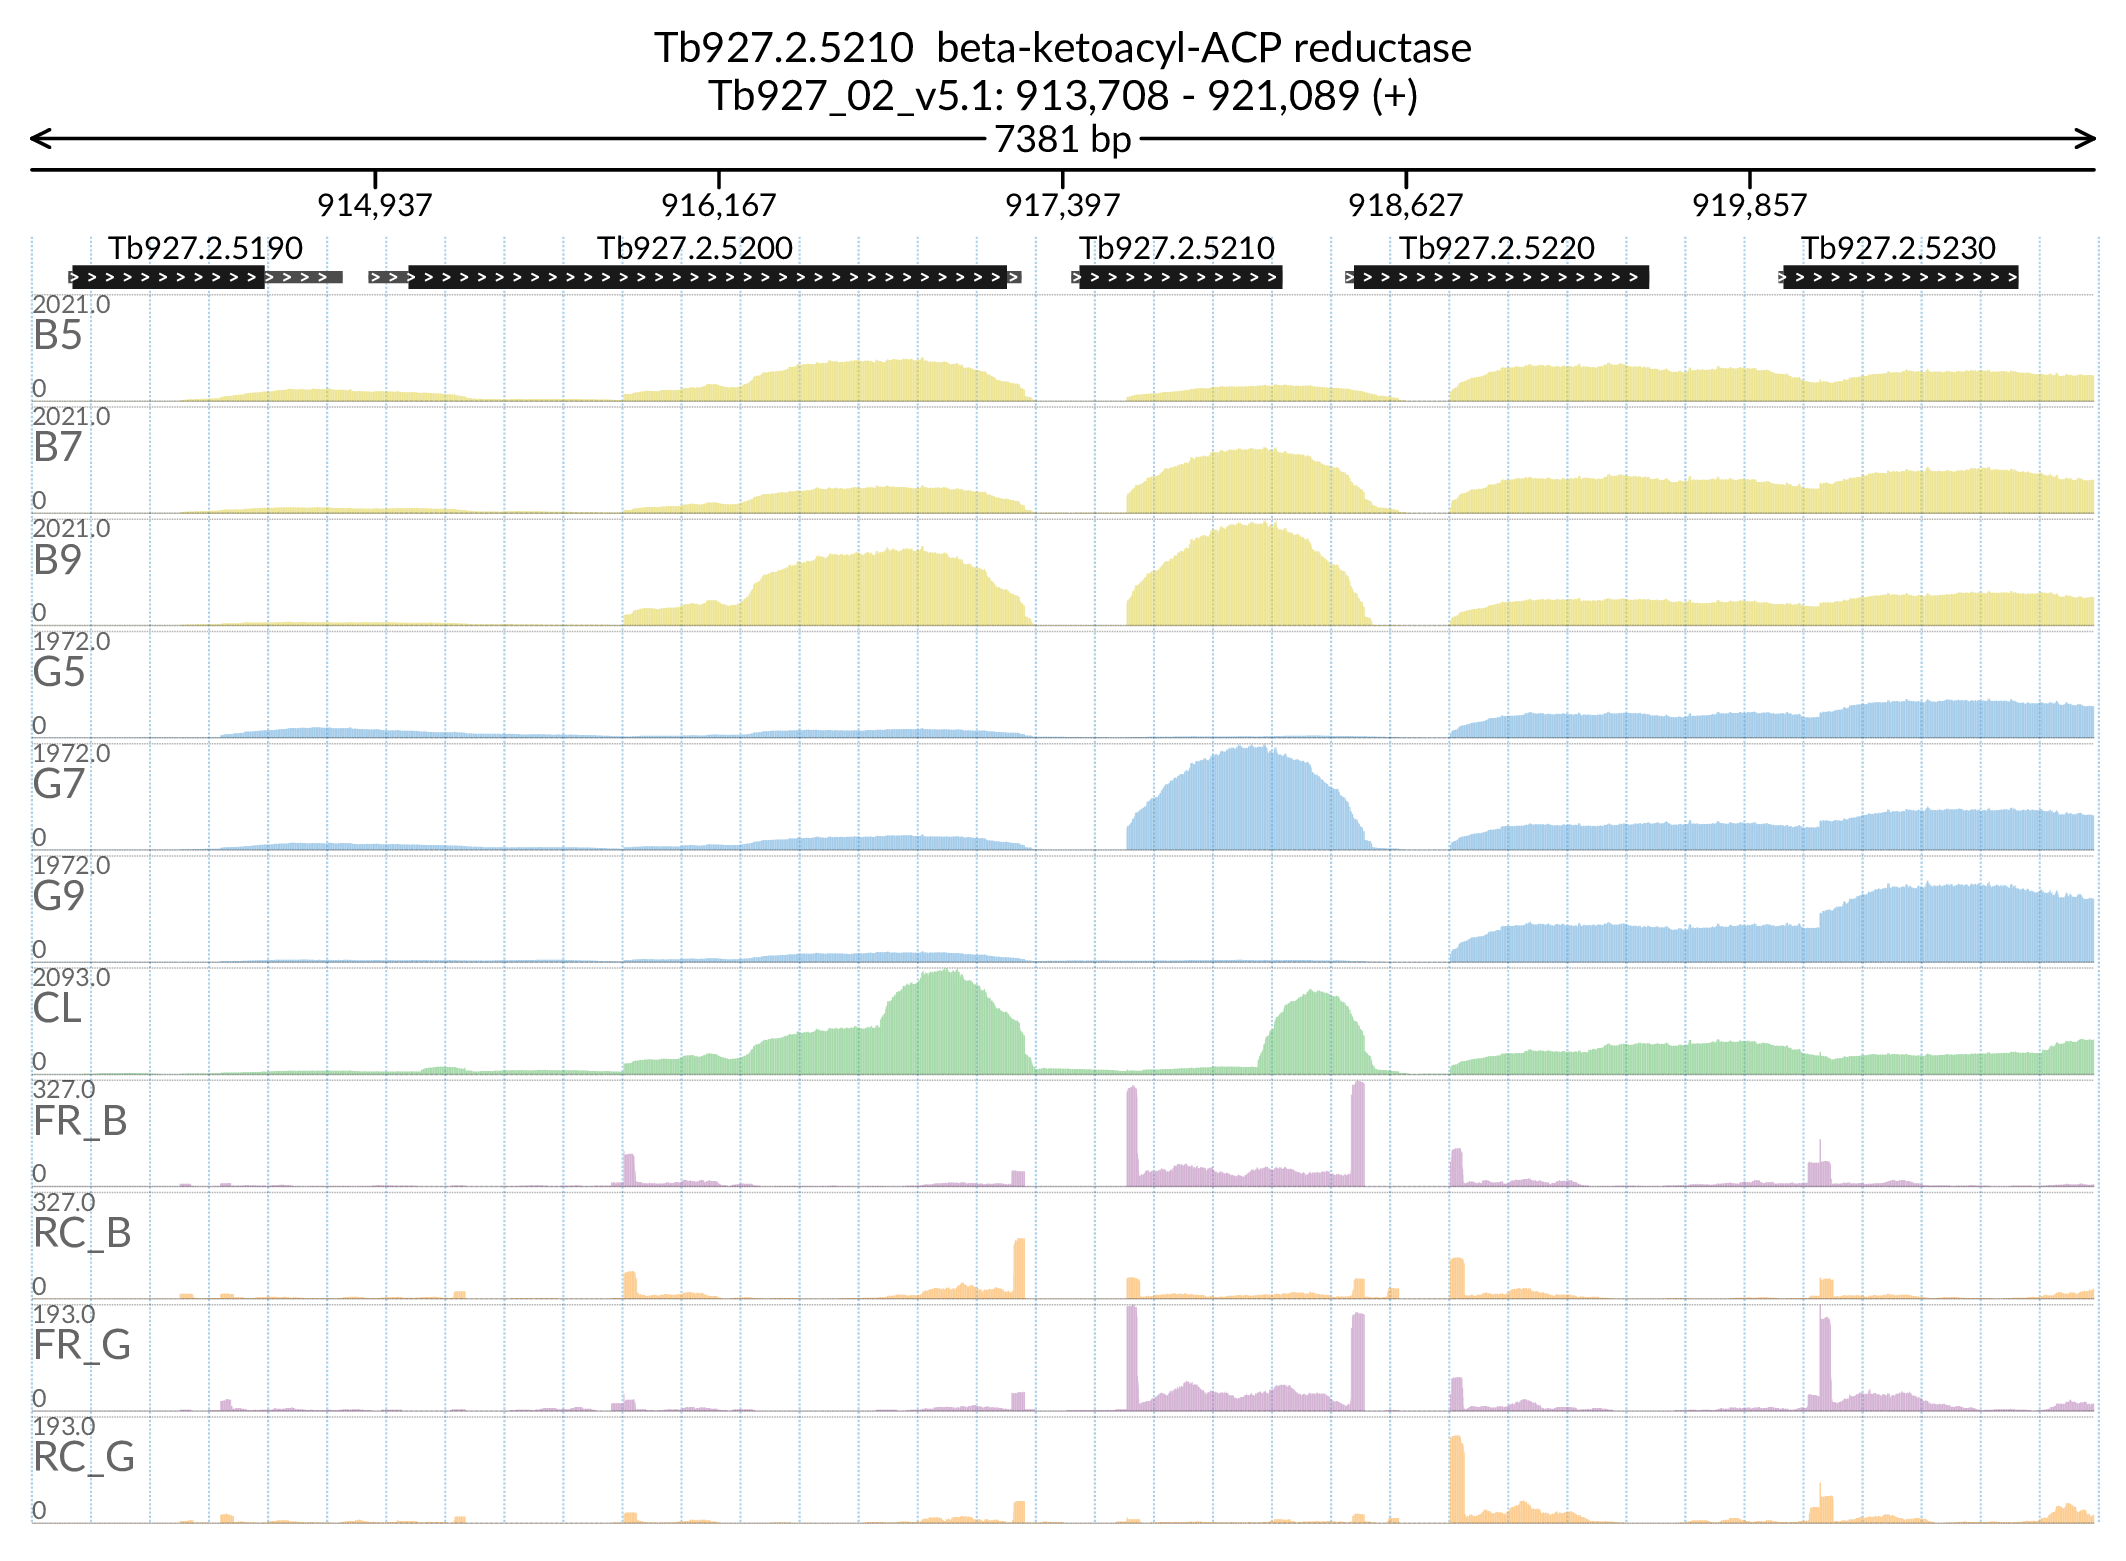 Tb927.2.5210  beta-ketoacyl-ACP reductase
Tb927_02_v5.1: 913,708 - 921,089 (+)
7381 bp
914,937 916,167 917,397 918,627 919,857
Tb927.2.5190 Tb927.2.5200 Tb927.2.5210 Tb927.2.5220 Tb927.2.5230
2021.0
B5
0
2021.0
B7
0
2021.0
B9
0
1972.0
G5
0
1972.0
G7
0
1972.0
G9
0
2093.0
CL
0
327.0
FR_B
0
327.0
RC_B
0
193.0
FR_G
0
193.0
RC_G
0